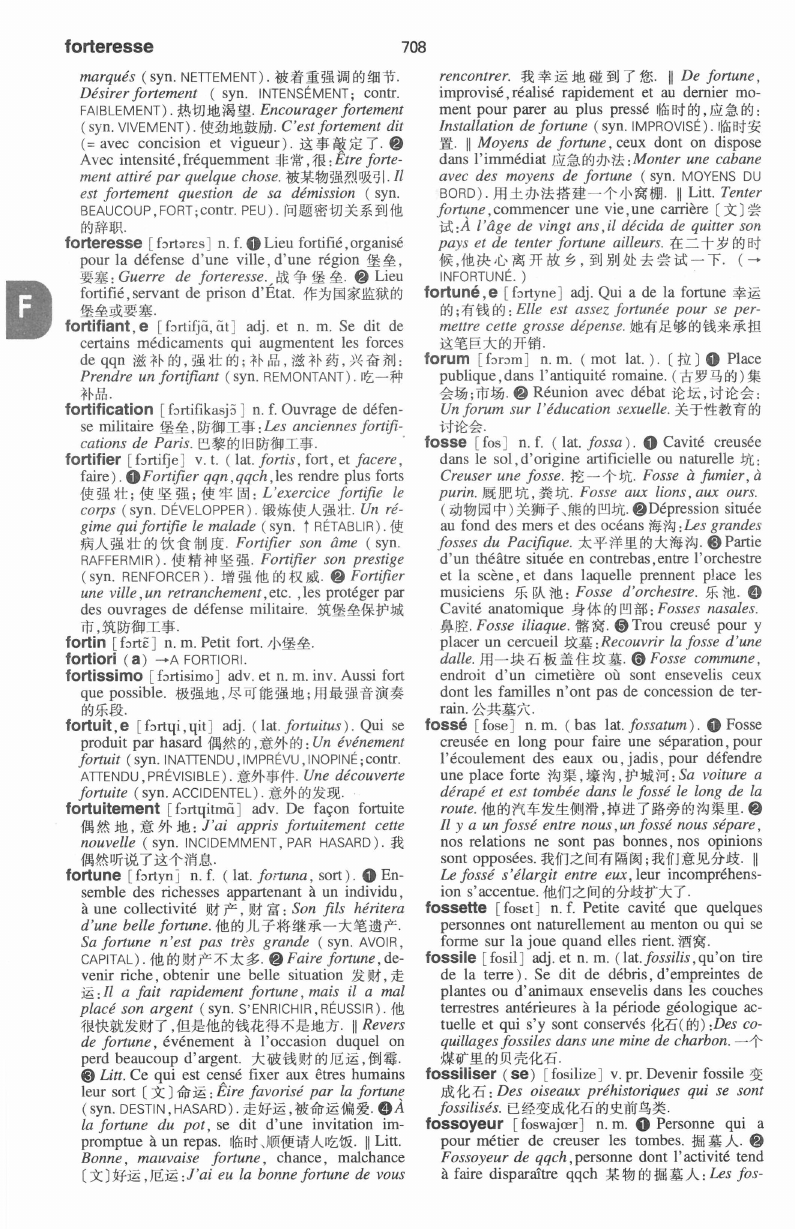 forteresse 708
marqués ( syn. NETTEMENT) . 被着重强调的细节.
Désirer fortement ( syn. INTENSÉMENT; contr.
FAIBLEMENT) . 热切地渴望. Encourager fortement
( syn. VIVEMENT) . 使劲地鼓励. C'est fortement dit
(= avec concision et vigueur) . 这事敲定了. ❷
Avec intensité,fréquemment 非常,很:Être forte-
ment attiré par quelque chose. 被某物强烈吸引. Il
est fortement question de sa démission ( syn.
BEAUCOUP , FORT ; contr. PEU) . 问题密切关系到他
的辞职.
forteresse [ fɔrtərɛs] n. f. ❶ Lieu fortifié,organisé
pour la défense d'une ville,d'une région 堡垒,
要塞: Guerre de forteresse. 战争堡垒. ❷ Lieu
fortifié,servant de prison d'État. 作为国家监狱的
堡垒或要塞.
F
fortifiant,e [ fɔrtifjɑ̃, ɑ̃t] adj. et n. m. Se dit de
certains médicaments qui augmentent les forces
de qqn 滋补的,强壮的;补品,滋补药,兴奋剂:
Prendre un fortifiant ( syn. REMONTANT) . 吃一种
补品.
fortification [ fɔrtifikasjɔ̃ ] n. f. Ouvrage de défen-
se militaire 堡垒,防御工事:Les anciennes fortifi-
cations de Paris. 巴黎的旧防御工事.
fortifier [ fɔrtifje] v. t. ( lat. fortis, fort, et facere,
faire) . ❶ Fortifier qqn ,qqch,les rendre plus forts
使强壮; 使坚强; 使牢固: L'exercice fortifie le
corps ( syn. DÉVELOPPER) . 锻炼使人强壮. Un ré-
gime qui fortifie le malade ( syn. ↑ RÉTABLIR) . 使
病人强壮的饮食制度. Fortifier son âme ( syn.
RAFFERMIR) . 使精神坚强. Fortifier son prestige
( syn. RENFORCER ) . 增强他的权威. ❷ Fortifier
une ville,un retranchement,etc. ,les protéger par
des ouvrages de défense militaire. 筑堡垒保护城
市,筑防御工事.
fortin [ fɔrtɛ̃ ] n. m. Petit fort. 小堡垒.
fortiori ( a ) →A FORTIORI.
fortissimo [ fɔrtisimo] adv. et n. m. inv. Aussi fort
que possible. 极强地,尽可能强地;用最强音演奏
的乐段.
fortuit,e [ fɔrtɥi,ɥit] adj. ( lat. fortuitus) . Qui se
produit par hasard 偶然的,意外的:Un événement
fortuit ( syn. INATTENDU , IMPRÉVU , INOPINÉ ; contr.
ATTENDU , PRÉVISIBLE) . 意外事件. Une découverte
fortuite ( syn. ACCIDENTEL) . 意外的发现.
fortuitement [ fɔrtɥitmɑ̃] adv. De façon fortuite
偶然地,意外地: J'ai appris fortuitement cette
nouvelle ( syn. INCIDEMMENT , PAR HASARD ) . 我
偶然听说了这个消息.
fortune [ fɔrtyn] n. f. ( lat. fortuna, sort) . ❶ En-
semble des richesses appartenant à un individu,
à une collectivité 财产,财富: Son fils héritera
d'une belle fortune. 他的儿子将继承一大笔遗产.
Sa fortune n'est pas très grande ( syn. AVOIR,
CAPITAL) . 他的财产不太多. ❷ Faire fortune,de-
venir riche,obtenir une belle situation 发财,走
运:Il a fait rapidement fortune, mais il a mal
placé son argent ( syn. S'ENRICHIR , RÉUSSIR) . 他
很快就发财了,但是他的钱花得不是地方. ‖ Revers
de fortune, événement à l'occasion duquel on
perd beaucoup d'argent. 大破钱财的厄运,倒霉.
❸ Litt. Ce qui est censé fixer aux êtres humains
leur sort [ 文 ] 命运: Être favorisé par la fortune
( syn. DESTIN , HASARD) . 走好运,被命运偏爱. ❹ À
la fortune du pot, se dit d'une invitation im-
promptue à un repas. 临时、顺便请人吃饭. ‖ Litt.
Bonne, mauvaise fortune, chance, malchance
〔文〕好运,厄运:J'ai eu la bonne fortune de vous
rencontrer. 我幸运地碰到了您. ‖ De fortune,
improvisé,réalisé rapidement et au dernier mo-
ment pour parer au plus pressé 临时的,应急的:
Installation de fortune ( syn. IMPROVISÉ) . 临时安
置. ‖ Moyens de fortune,ceux dont on dispose
dans l'immédiat 应急的办法:Monter une cabane
avec des moyens de fortune ( syn. MOYENS DU
BORD) . 用土办法搭建一个小窝棚. ‖ Litt. Tenter
fortune,commencer une vie,une carrière 〔文〕尝
试:À l'âge de vingt ans,il décida de quitter son
pays et de tenter fortune ailleurs. 在二十岁的时
候,他决心离开故乡,到别处去尝试一下. ( →
INFORTUNÉ. )
fortuné,e [ fɔrtyne] adj. Qui a de la fortune 幸运
的;有钱的: Elle est assez fortunée pour se per-
mettre cette grosse dépense. 她有足够的钱来承担
这笔巨大的开销.
forum [ fɔrɔm] n. m. ( mot lat. ) . 〔拉〕❶ Place
publique,dans l'antiquité romaine. (古罗马的)集
会场;市场. ❷ Réunion avec débat 论坛,讨论会:
Un forum sur l'éducation sexuelle. 关于性教育的
讨论会.
fosse [ fos] n. f. ( lat. fossa ) . ❶ Cavité creusée
dans le sol,d'origine artificielle ou naturelle 坑:
Creuser une fosse. 挖一个坑. Fosse à fumier, à
purin. 厩肥坑,粪坑. Fosse aux lions, aux ours.
(动物园中)关狮子、熊的凹坑. ❷Dépression située
au fond des mers et des océans 海沟:Les grandes
fosses du Pacifique. 太平洋里的大海沟. ❸ Partie
d'un théâtre située en contrebas,entre l'orchestre
et la scène, et dans laquelle prennent place les
musiciens 乐队池: Fosse d'orchestre. 乐池. ❹
Cavité anatomique 身体的凹部: Fosses nasales.
鼻腔. Fosse iliaque. 髂窝. ❺ Trou creusé pour y
placer un cercueil 坟墓:Recouvrir la fosse d'une
dalle. 用一块石板盖住坟墓. ❻ Fosse commune,
endroit d'un cimetière où sont ensevelis ceux
dont les familles n'ont pas de concession de ter-
rain. 公共墓穴.
fossé [ fose] n. m. ( bas lat. fossatum ) . ❶ Fosse
creusée en long pour faire une séparation,pour
l'écoulement des eaux ou,jadis, pour défendre
une place forte 沟渠,壕沟,护城河: Sa voiture a
dérapé et est tombée dans le fossé le long de la
route. 他的汽车发生侧滑,掉进了路旁的沟渠里. ❷
Il y a un fossé entre nous,un fossé nous sépare,
nos relations ne sont pas bonnes,nos opinions
sont opposées. 我们之间有隔阂;我们意见分歧. ‖
Le fossé s'élargit entre eux,leur incompréhens-
ion s'accentue. 他们之间的分歧扩大了.
fossette [ fosɛt] n. f. Petite cavité que quelques
personnes ont naturellement au menton ou qui se
forme sur la joue quand elles rient. 酒窝.
fossile [ fosil] adj. et n. m. ( lat. fossilis,qu'on tire
de la terre ) . Se dit de débris, d'empreintes de
plantes ou d'animaux ensevelis dans les couches
terrestres antérieures à la période géologique ac-
tuelle et qui s'y sont conservés 化石(的) :Des co-
quillages fossiles dans une mine de charbon. 一个
煤矿里的贝壳化石.
fossiliser ( se ) [ fosilize] v. pr. Devenir fossile 变
成化石: Des oiseaux préhistoriques qui se sont
fossilisés. 已经变成化石的史前鸟类.
fossoyeur [ foswajœr] n. m. ❶ Personne qui a
pour métier de creuser les tombes. 掘墓人. ❷
Fossoyeur de qqch,personne dont l'activité tend
à faire disparaître qqch 某物的掘墓人: Les fos-